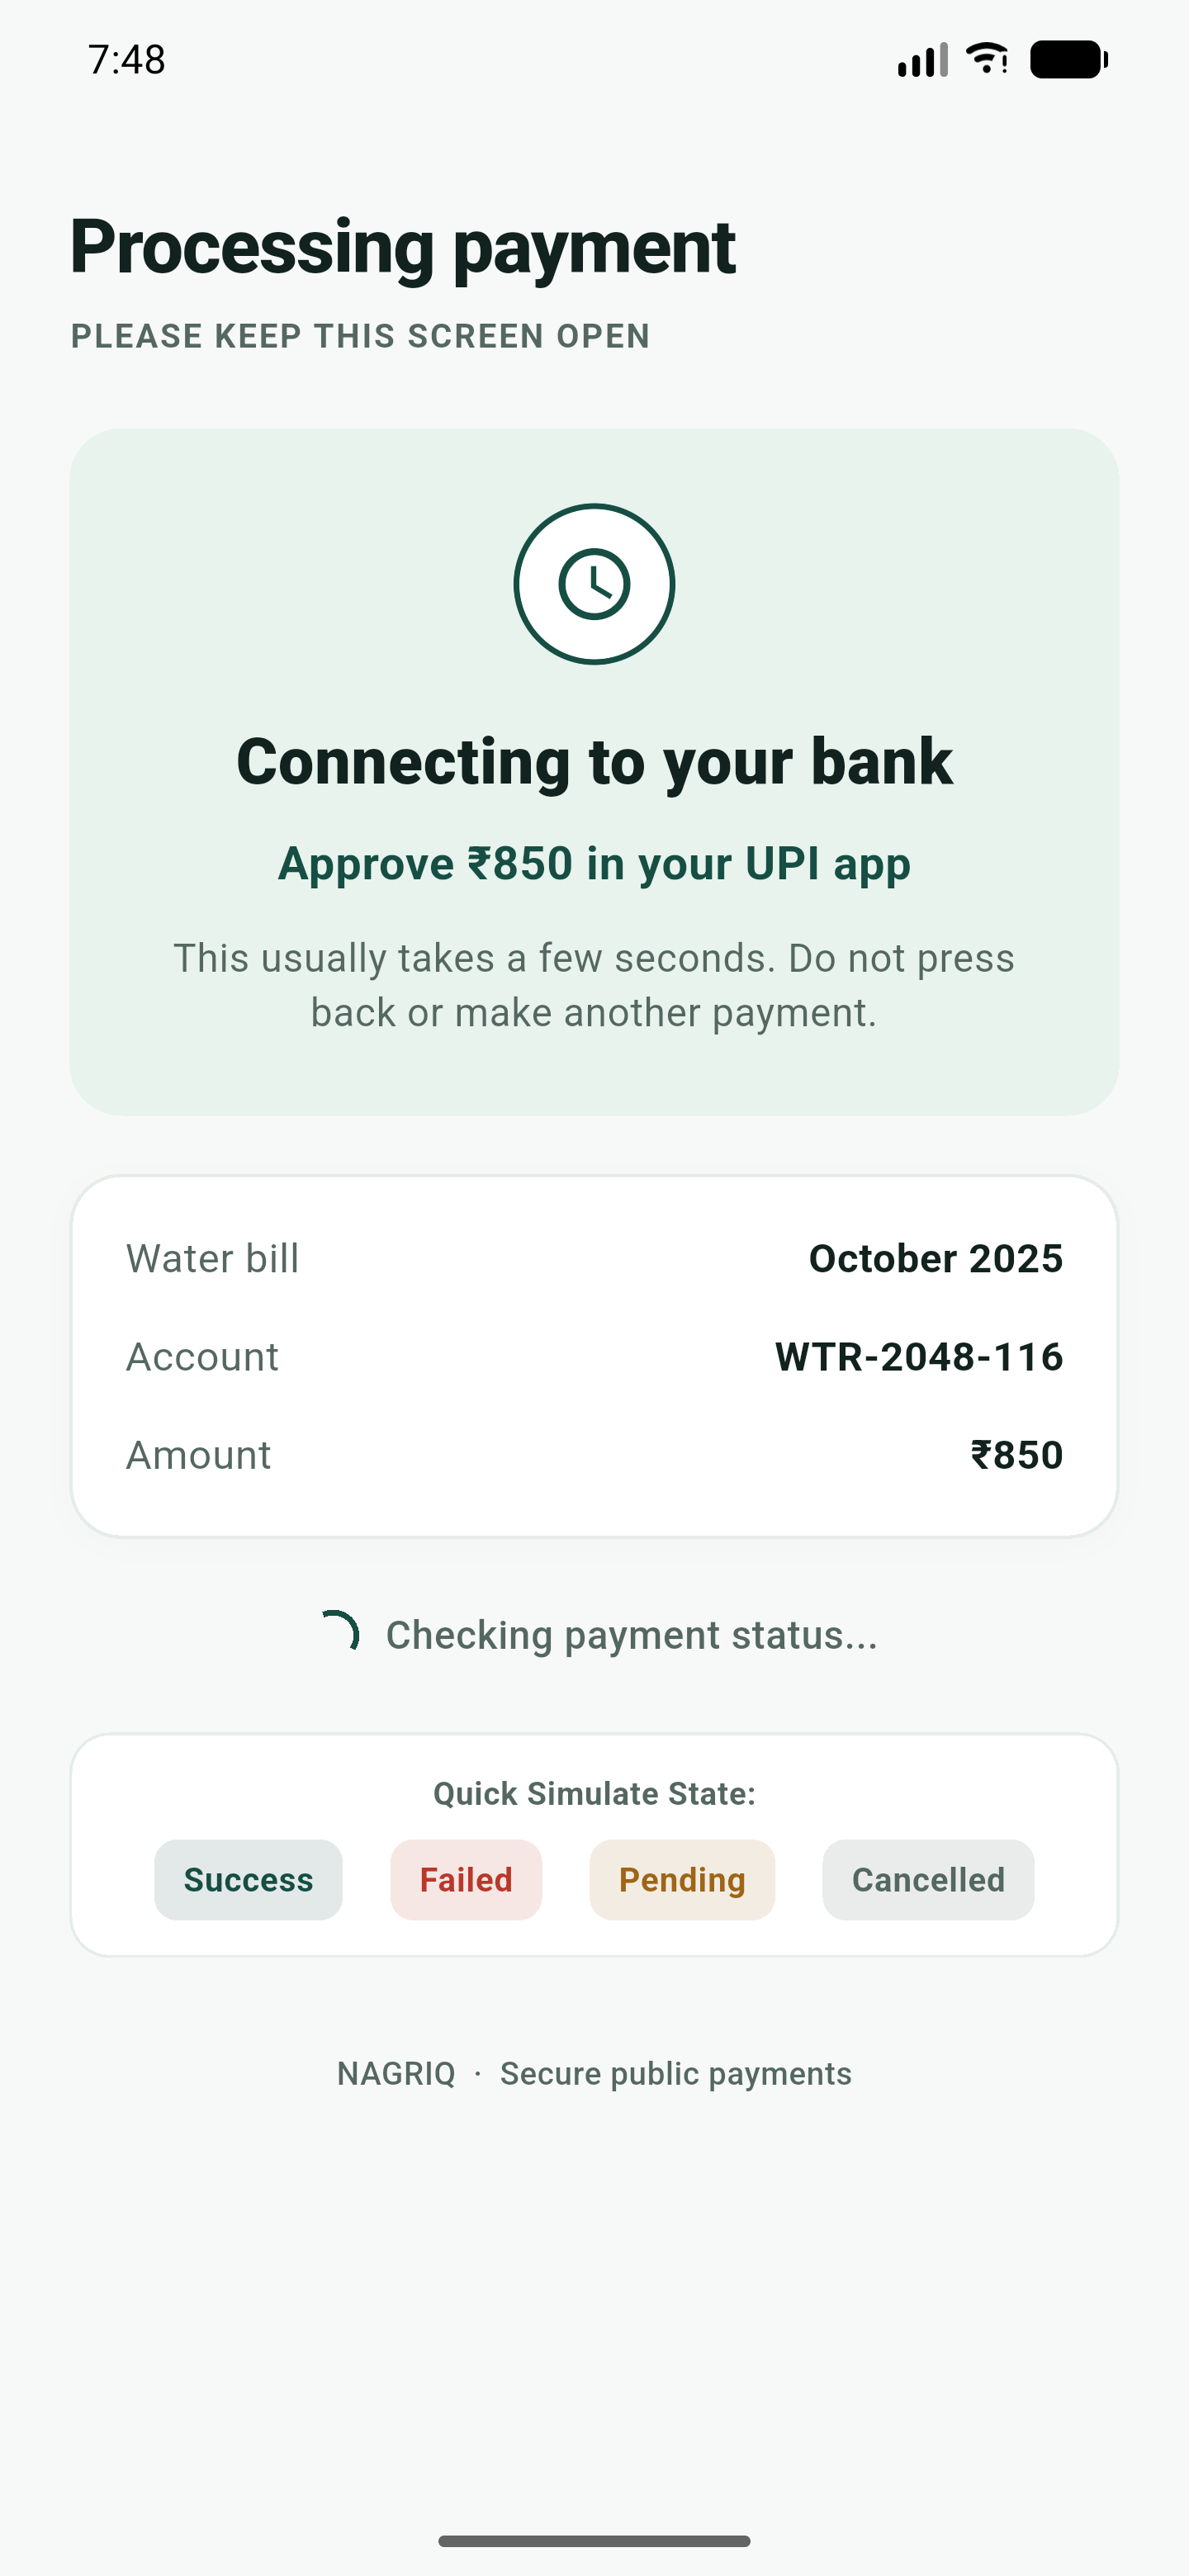 7:48
Processing payment
PLEASE KEEP THIS SCREEN OPEN
Connecting to your bank
Approve ₹850 in your UPI app
This usually takes a few seconds. Do not press
back or make another payment.
Water bill October 2025
Account WTR-2048-116
Amount ₹850
Checking payment status...
Quick Simulate State:
Success Failed Pending Cancelled
NAGRIQ · Secure public payments